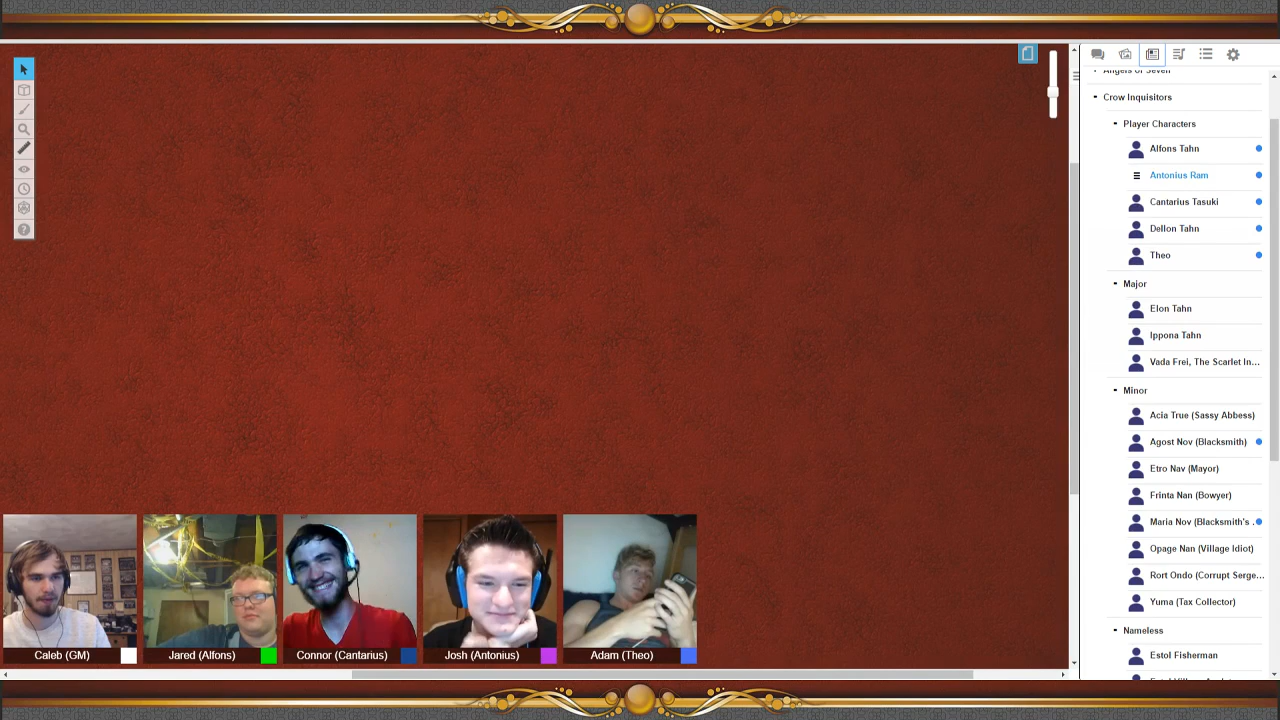 Angels of Seven
Crow Inquisitors
Player Characters
Alfons Tahn
Antonius Ram
Cantarius Tasuki
Dellon Tahn
Theo
Major
Elon Tahn
Ippona Tahn
Vada Frei, The Scarlet In...
Minor
Acia True (Sassy Abbess)
Agost Nov (Blacksmith)
Etro Nav (Mayor)
Frinta Nan (Bowyer)
Maria Nov (Blacksmith's ...
Opage Nan (Village Idiot)
Rort Ondo (Corrupt Serge...
Yuma (Tax Collector)
Nameless
Estol Fisherman
Caleb (GM)
Jared (Alfons)
Connor (Cantarius)
Josh (Antonius)
Adam (Theo)